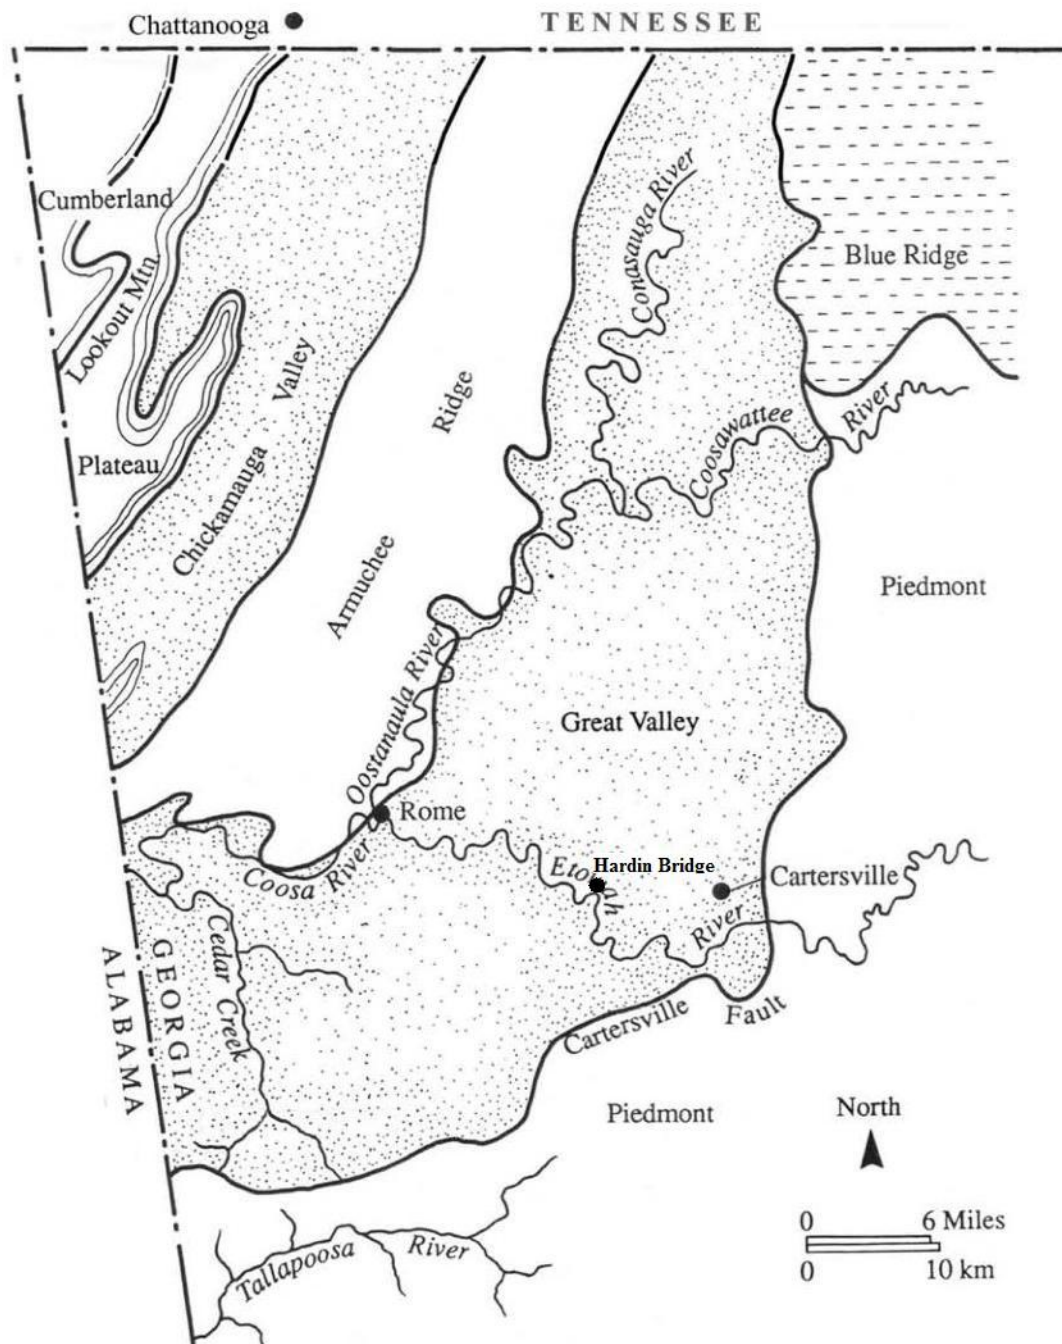 TENNESSEE
Chattanooga
Cumberland
Lookout Mtn.
Plateau
Chickamauga Valley
Armuchee Ridge
Conasauga River
Blue Ridge
Coosawattee River
Piedmont
Oostanaula River
Great Valley
Rome
Coosa River
Etowah River
Hardin Bridge
Cartersville
Cedar Creek
ALABAMA
GEORGIA
Cartersville Fault
Piedmont
North
Tallapoosa River
0 6 Miles
0 10 km